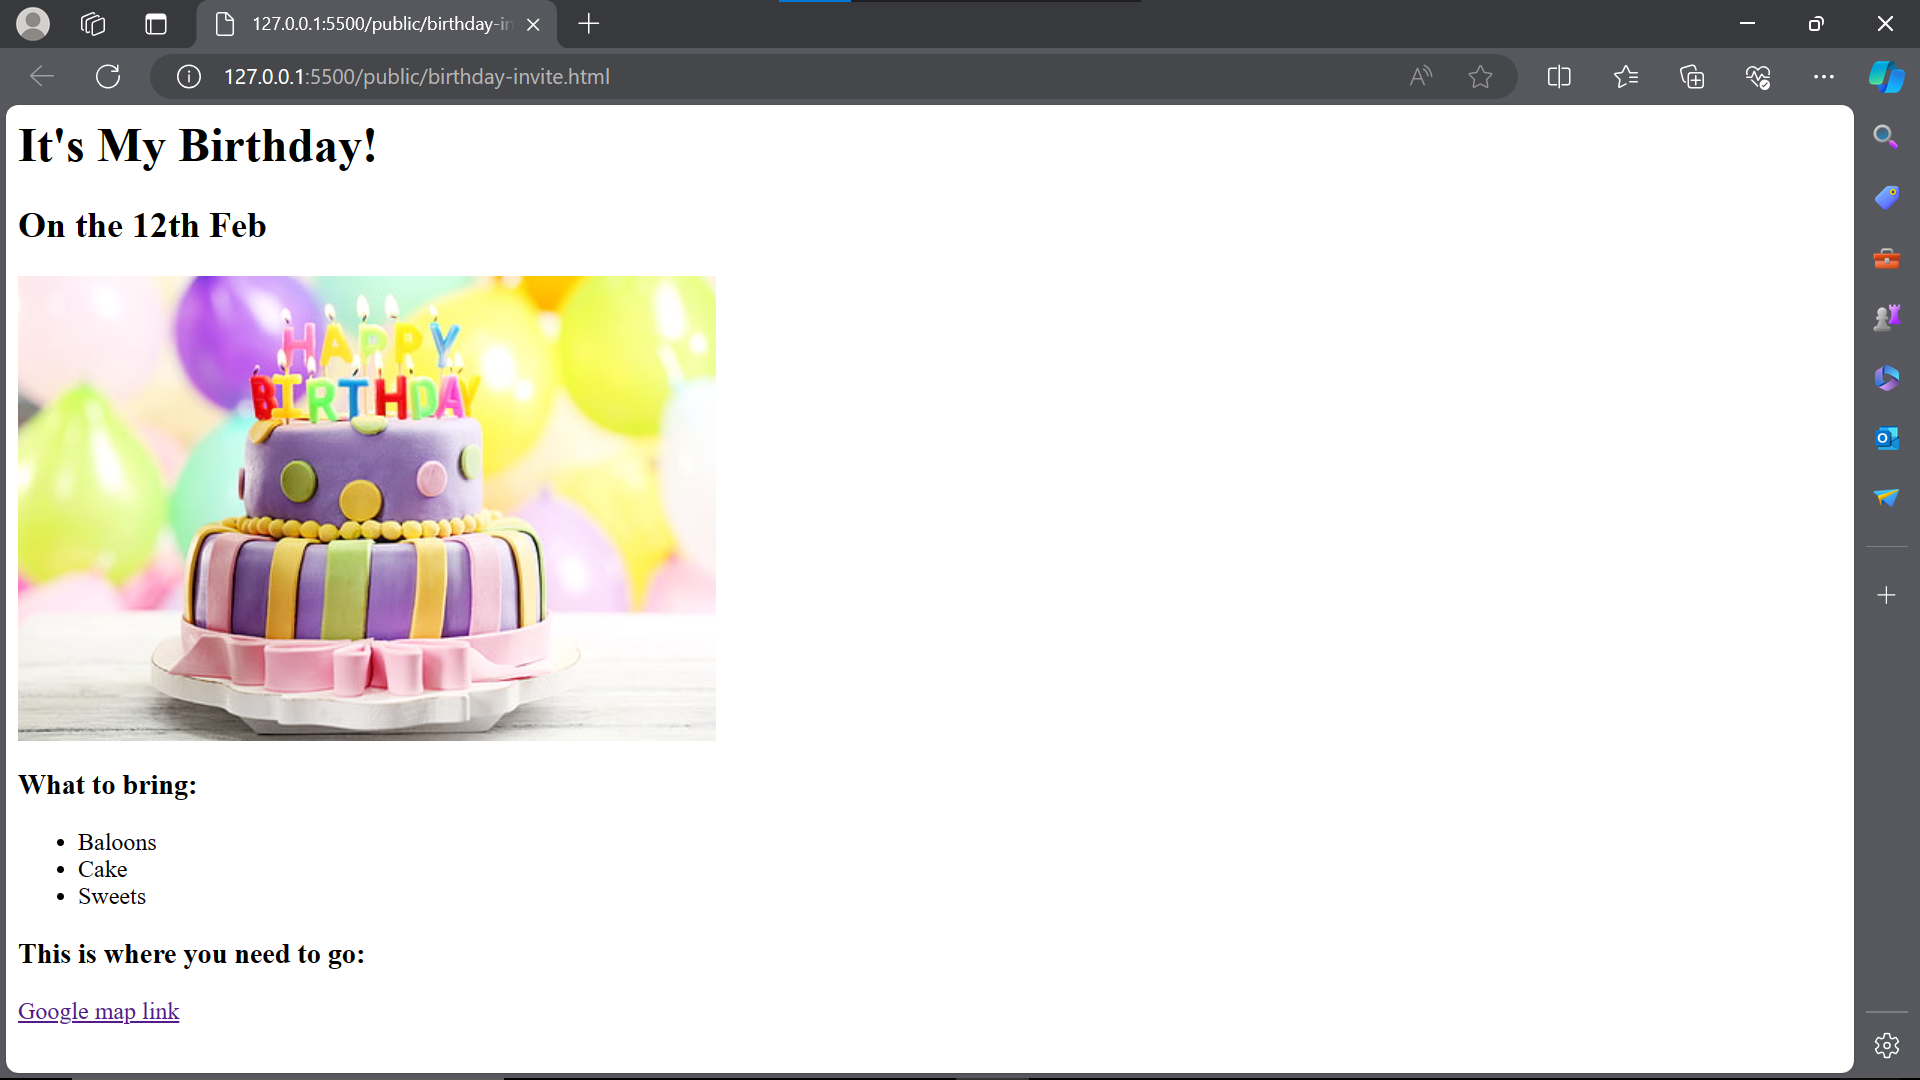 127.0.0.1:5500/public/birthday-in
127.0.0.1:5500/public/birthday-invite.html
It's My Birthday!
On the 12th Feb
HAPPY
BIRTHDAY
What to bring:
• Baloons
• Cake
• Sweets
This is where you need to go:
Google map link